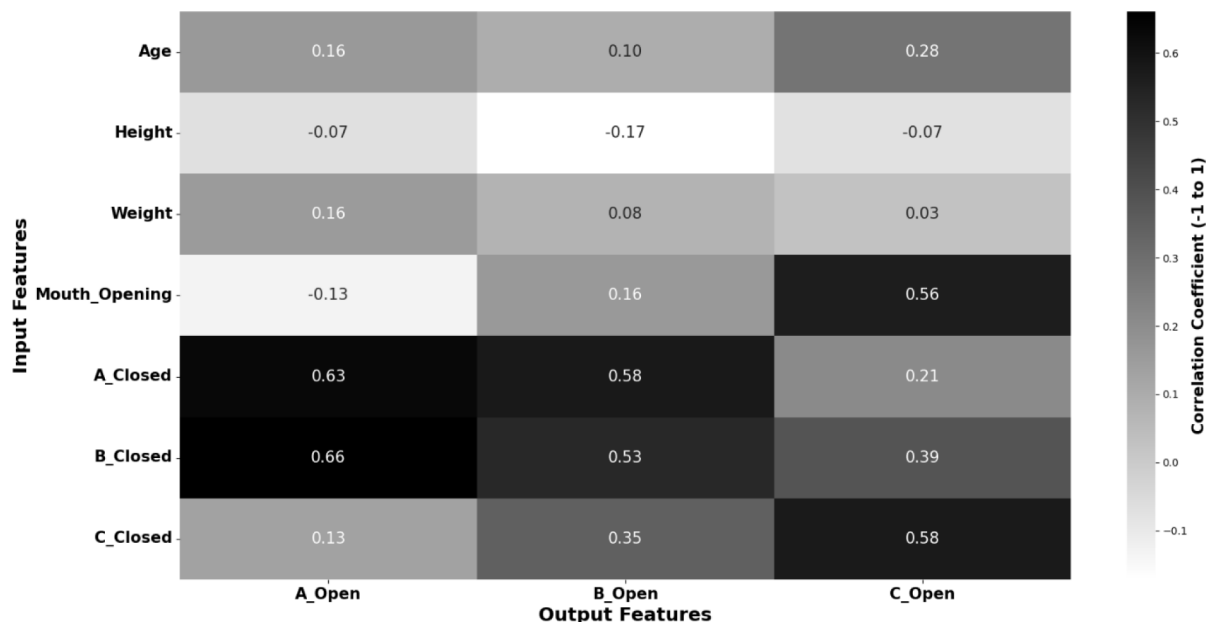 Input Features
Age
0.16
0.10
0.28
Height
-0.07
-0.17
-0.07
Weight
0.16
0.08
0.03
Mouth_Opening
-0.13
0.16
0.56
A_Closed
0.63
0.58
0.21
B_Closed
0.66
0.53
0.39
C_Closed
0.13
0.35
0.58
A_Open
B_Open
C_Open
Output Features
0.6
0.5
0.4
0.3
0.2
0.1
0.0
−0.1
Correlation Coefficient (-1 to 1)